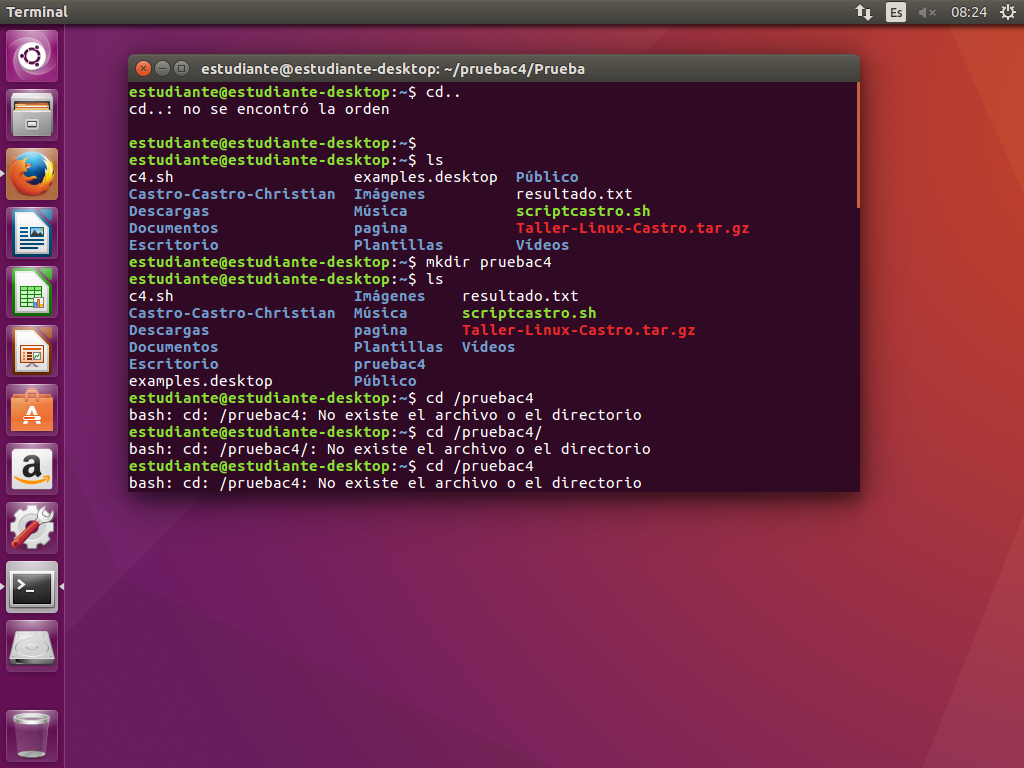 Terminal
Es
08:24
estudiante@estudiante-desktop: ~/pruebac4/Prueba
estudiante@estudiante-desktop:~$ cd..
cd..: no se encontró la orden
estudiante@estudiante-desktop:~$
estudiante@estudiante-desktop:~$ ls
c4.sh examples.desktop Público
Castro-Castro-Christian Imágenes resultado.txt
Descargas Música scriptcastro.sh
Documentos pagina Taller-Linux-Castro.tar.gz
Escritorio Plantillas Vídeos
estudiante@estudiante-desktop:~$ mkdir pruebac4
estudiante@estudiante-desktop:~$ ls
c4.sh Imágenes resultado.txt
Castro-Castro-Christian Música scriptcastro.sh
Descargas pagina Taller-Linux-Castro.tar.gz
Documentos Plantillas Vídeos
Escritorio pruebac4
examples.desktop Público
estudiante@estudiante-desktop:~$ cd /pruebac4
bash: cd: /pruebac4: No existe el archivo o el directorio
estudiante@estudiante-desktop:~$ cd /pruebac4/
bash: cd: /pruebac4/: No existe el archivo o el directorio
estudiante@estudiante-desktop:~$ cd /pruebac4
bash: cd: /pruebac4: No existe el archivo o el directorio